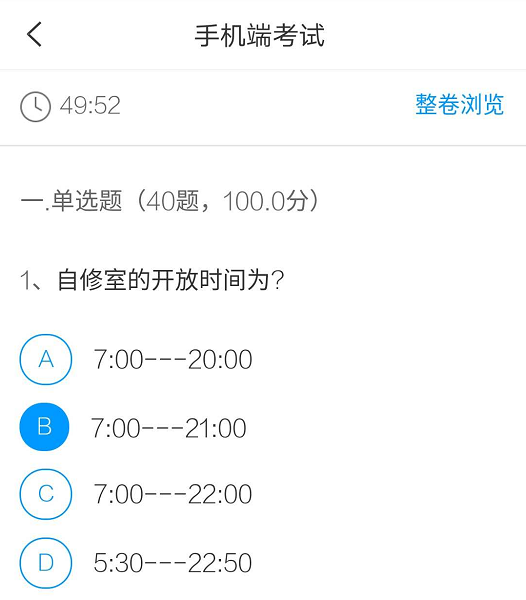 手机端考试
49:52 整卷浏览
一.单选题（40题，100.0分）
1、自修室的开放时间为?
A 7:00---20:00
B 7:00---21:00
C 7:00---22:00
D 5:30---22:50